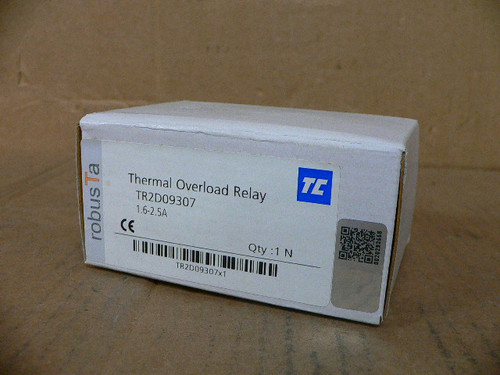 robusTa
Thermal Overload Relay
TC
TR2D09307
1.6-2.5A
CE
Qty :1 N
TR2D09307x1